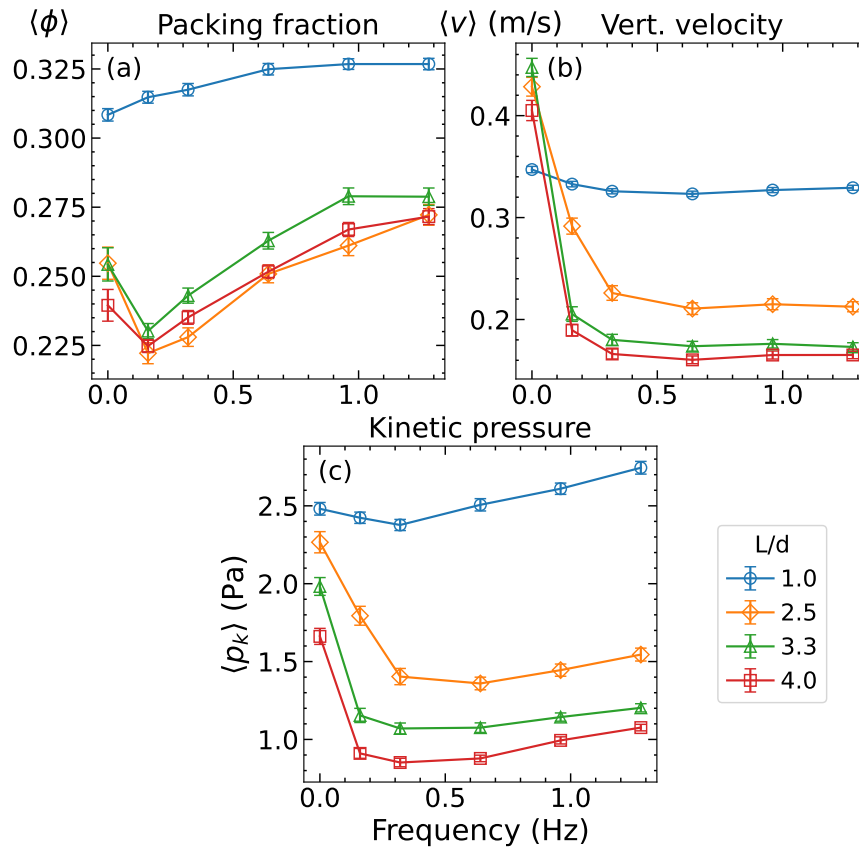 ⟨ϕ⟩ Packing fraction
⟨v⟩ (m/s) Vert. velocity
(a)
0.325
0.300
0.275
0.250
0.225
0.0 0.5 1.0
(b)
0.4
0.3
0.2
0.0 0.5 1.0
Kinetic pressure
(c)
⟨p_k⟩ (Pa)
2.5
2.0
1.5
1.0
0.0 0.5 1.0
Frequency (Hz)
L/d
1.0
2.5
3.3
4.0